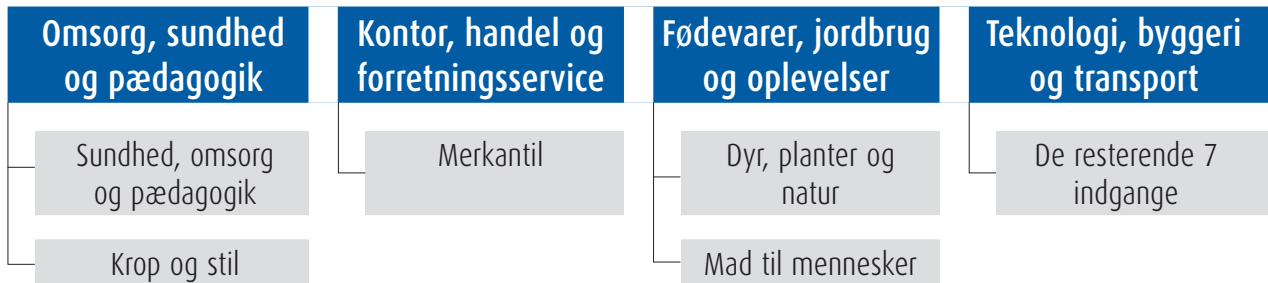 Omsorg, sundhed
og pædagogik
Sundhed, omsorg
og pædagogik
Krop og stil
Kontor, handel og
forretningsservice
Merkantil
Fødevarer, jordbrug
og oplevelser
Dyr, planter og
natur
Mad til mennesker
Teknologi, byggeri
og transport
De resterende 7
indgange